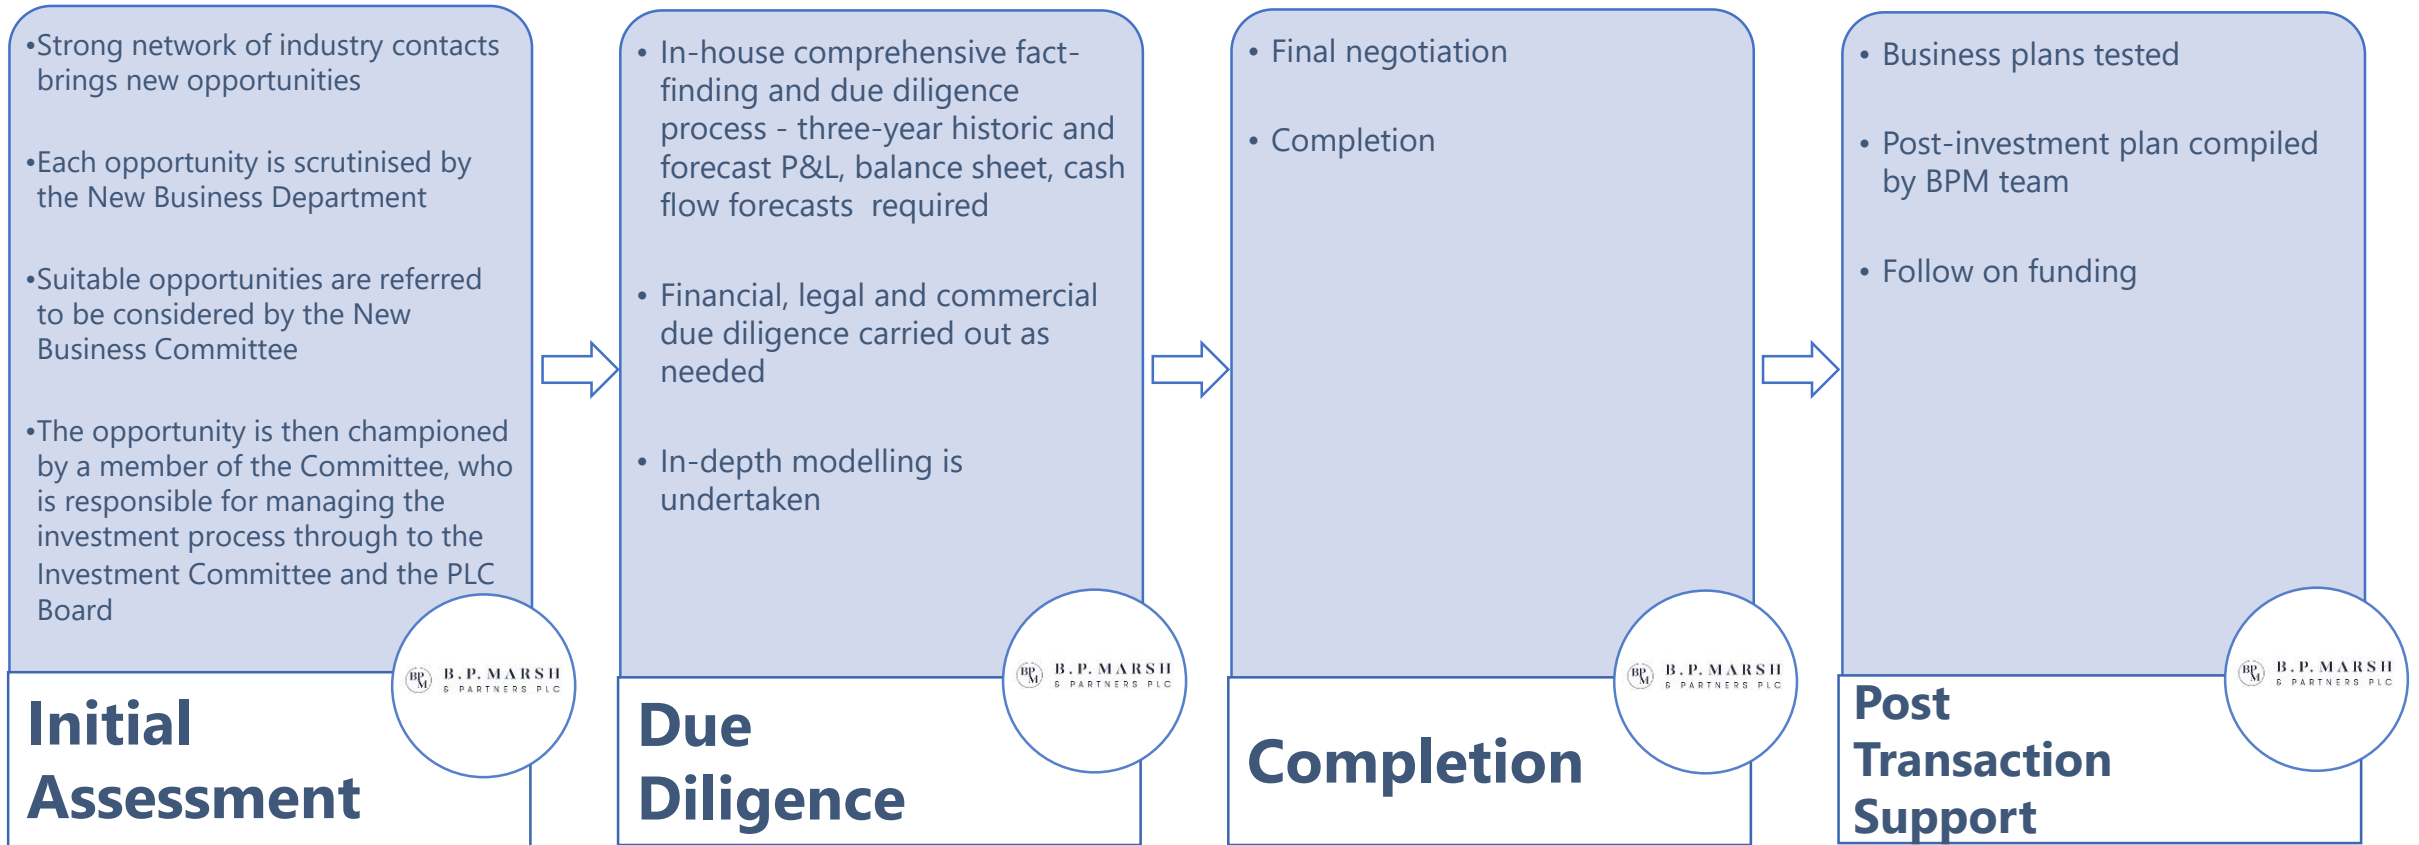 •Strong network of industry contacts
brings new opportunities
•Each opportunity is scrutinised by
the New Business Department
•Suitable opportunities are referred
to be considered by the New
Business Committee
•The opportunity is then championed
by a member of the Committee, who
is responsible for managing the
investment process through to the
Investment Committee and the PLC
Board
BPM B.P. MARSH
& PARTNERS PLC
Initial
Assessment
• In-house comprehensive fact-
finding and due diligence
process - three-year historic and
forecast P&L, balance sheet, cash
flow forecasts required
• Financial, legal and commercial
due diligence carried out as
needed
• In-depth modelling is
undertaken
BPM B.P. MARSH
& PARTNERS PLC
Due
Diligence
• Final negotiation
• Completion
BPM B.P. MARSH
& PARTNERS PLC
Completion
• Business plans tested
• Post-investment plan compiled
by BPM team
• Follow on funding
BPM B.P. MARSH
& PARTNERS PLC
Post
Transaction
Support